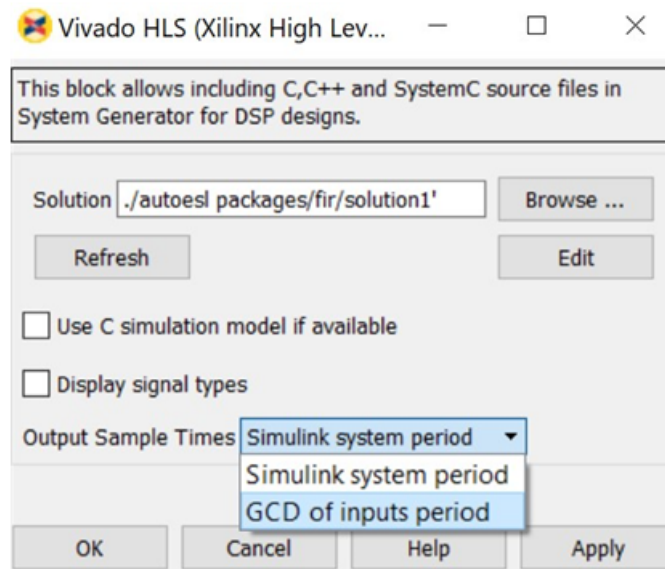 Vivado HLS (Xilinx High Lev...
This block allows including C,C++ and SystemC source files in
System Generator for DSP designs.
Solution ./autoesl packages/fir/solution1' Browse ...
Refresh Edit
Use C simulation model if available
Display signal types
Output Sample Times Simulink system period
Simulink system period
GCD of inputs period
OK Cancel Help Apply